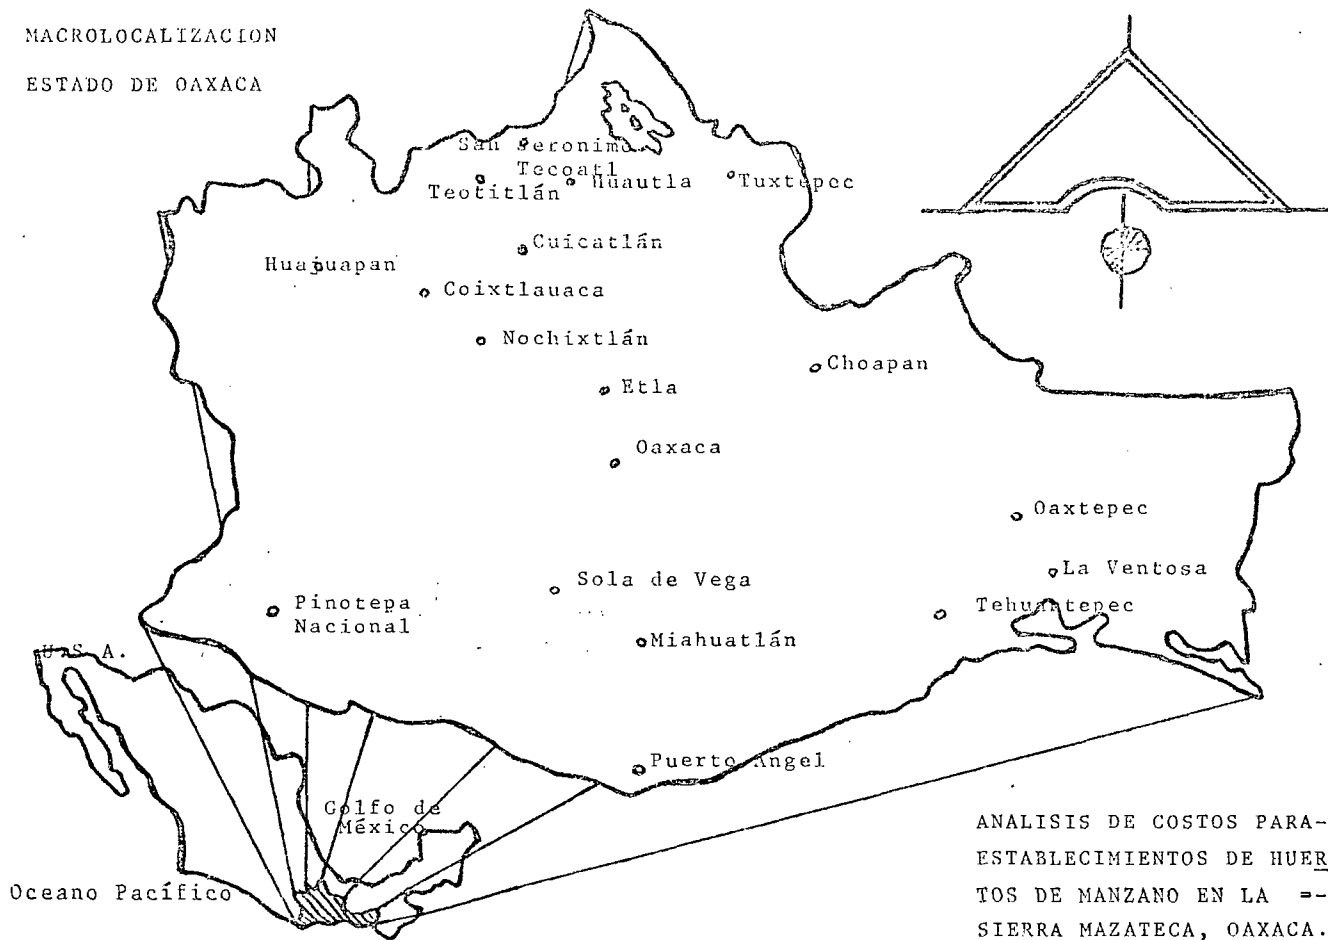 MACROLOCALIZACION
ESTADO DE OAXACA
San Jeronimo
Tecoatl
Teotitlán
Huautla
Tuxtepec
Cuicatlán
Huajuapan
Coixtlauaca
Nochixtlán
Choapan
Etla
Oaxaca
Oaxtepec
La Ventosa
Sola de Vega
Pinotepa
Nacional
Tehuantepec
Miahuatlán
U.S.A.
Puerto Angel
Golfo de
México
Oceano Pacífico
ANALISIS DE COSTOS PARA-
ESTABLECIMIENTOS DE HUER
TOS DE MANZANO EN LA =-
SIERRA MAZATECA, OAXACA.